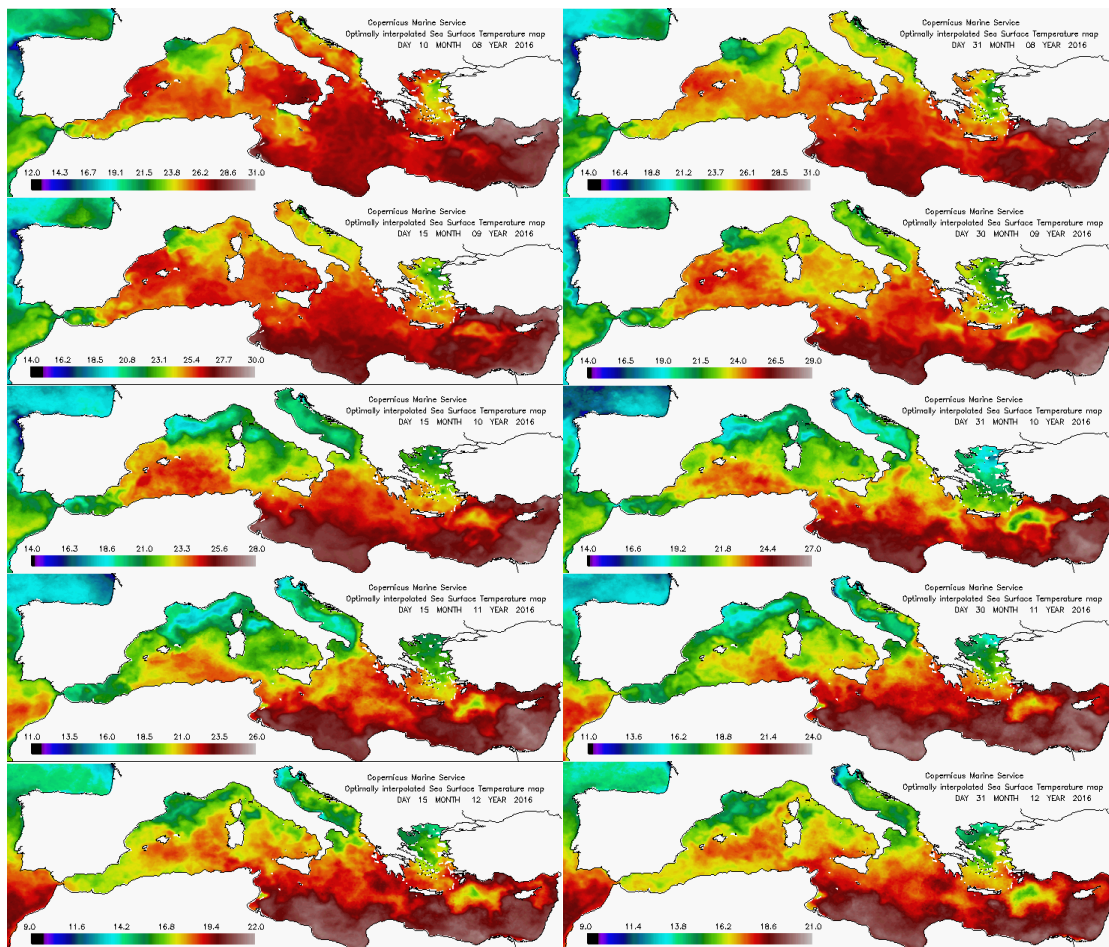 Copernicus Marine Service
Optimally interpolated Sea Surface Temperature map
DAY 10 MONTH 08 YEAR 2016
12.0 14.3 16.7 19.1 21.5 23.8 26.2 28.6 31.0
Copernicus Marine Service
Optimally interpolated Sea Surface Temperature map
DAY 31 MONTH 08 YEAR 2016
14.0 16.4 18.8 21.2 23.7 26.1 28.5 31.0
Copernicus Marine Service
Optimally interpolated Sea Surface Temperature map
DAY 15 MONTH 09 YEAR 2016
14.0 16.2 18.5 20.8 23.1 25.4 27.7 30.0
Copernicus Marine Service
Optimally interpolated Sea Surface Temperature map
DAY 30 MONTH 09 YEAR 2016
14.0 16.5 19.0 21.5 24.0 26.5 29.0
Copernicus Marine Service
Optimally interpolated Sea Surface Temperature map
DAY 15 MONTH 10 YEAR 2016
14.0 16.3 18.6 21.0 23.3 25.6 28.0
Copernicus Marine Service
Optimally interpolated Sea Surface Temperature map
DAY 31 MONTH 10 YEAR 2016
14.0 16.6 19.2 21.8 24.4 27.0
Copernicus Marine Service
Optimally interpolated Sea Surface Temperature map
DAY 15 MONTH 11 YEAR 2016
11.0 13.5 16.0 18.5 21.0 23.5 26.0
Copernicus Marine Service
Optimally interpolated Sea Surface Temperature map
DAY 30 MONTH 11 YEAR 2016
11.0 13.6 16.2 18.8 21.4 24.0
Copernicus Marine Service
Optimally interpolated Sea Surface Temperature map
DAY 15 MONTH 12 YEAR 2016
9.0 11.6 14.2 16.8 19.4 22.0
Copernicus Marine Service
Optimally interpolated Sea Surface Temperature map
DAY 31 MONTH 12 YEAR 2016
9.0 11.4 13.8 16.2 18.6 21.0